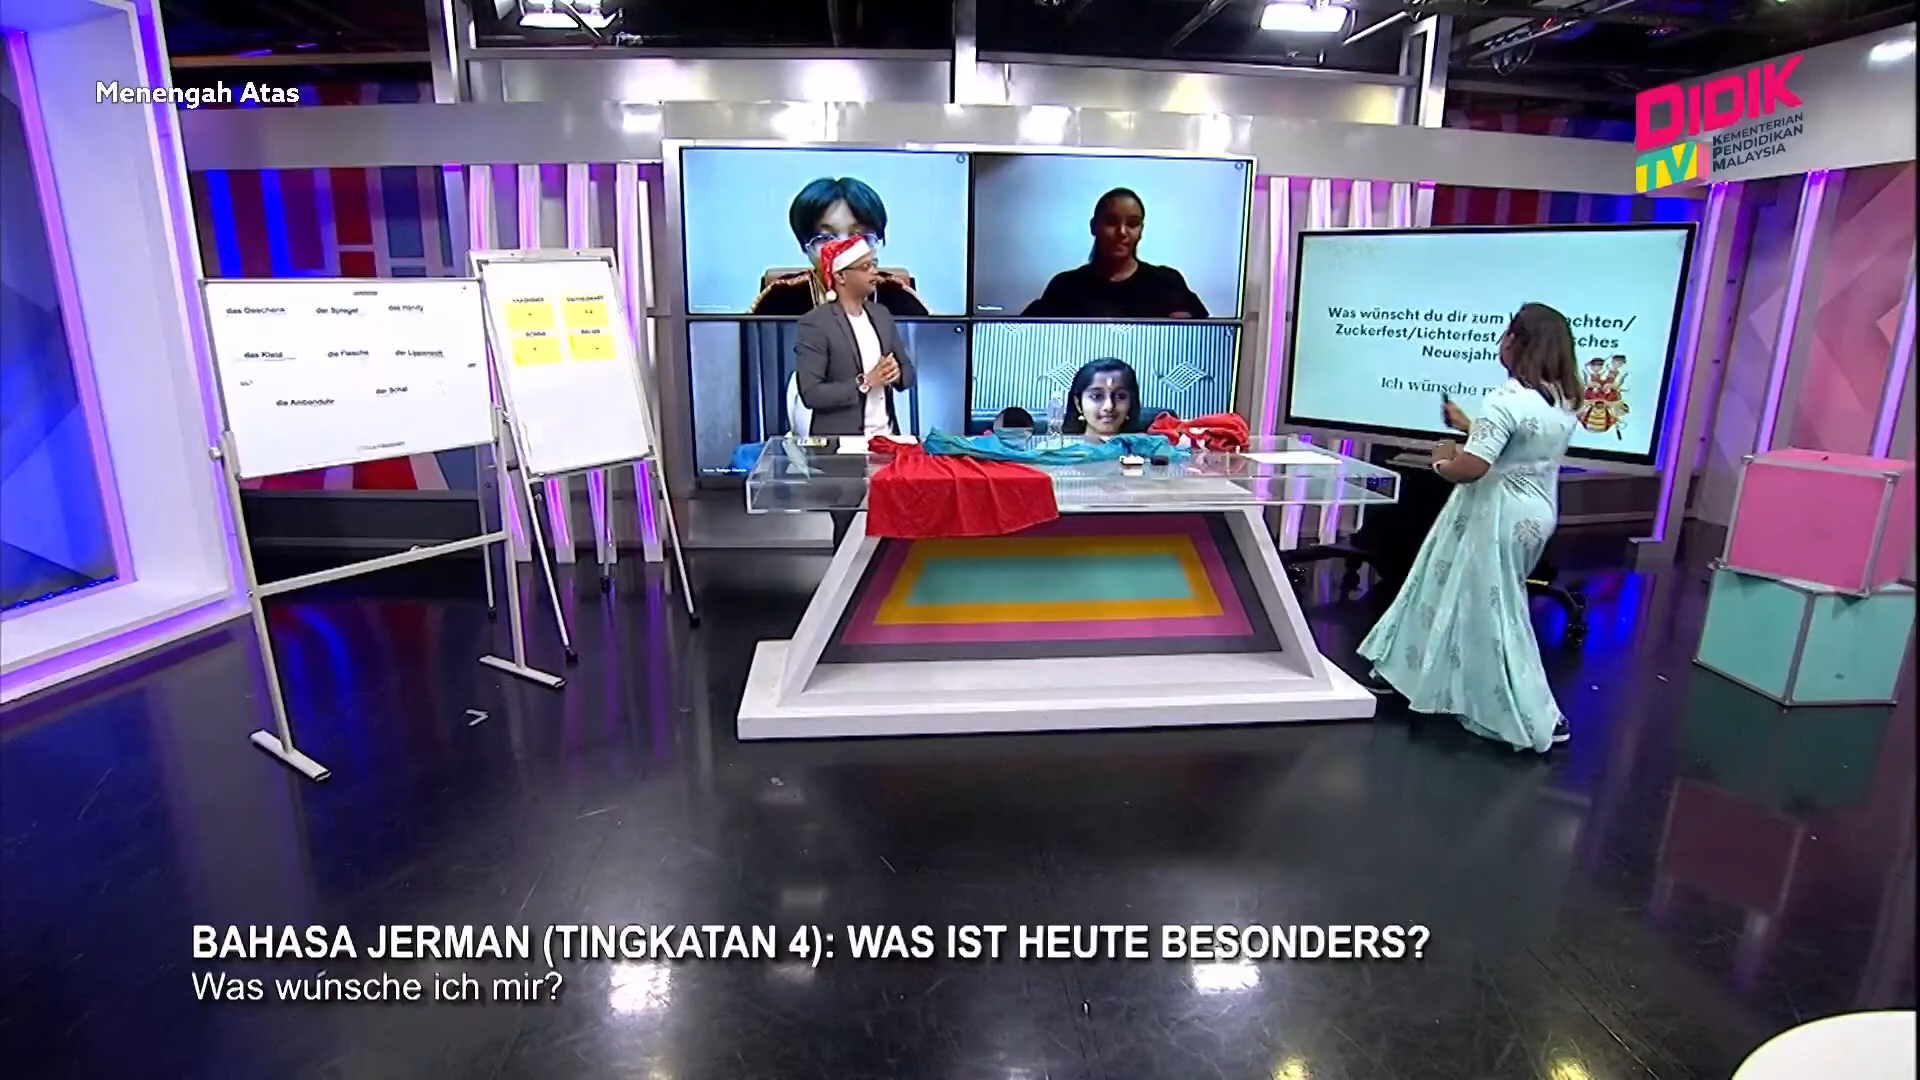 Menengah Atas
DIDIK
TV
KEMENTERIAN
PENDIDIKAN
MALAYSIA
das Geschenk
der Spiegel
das Handy
das Kleid
die Flasche
der Lippenstift
der Schal
die Armbanduhr
Was wünscht du dir zum
Zuckerfest/Lichterfest/
Neuesjahr
Ich wünsche
BAHASA JERMAN (TINGKATAN 4): WAS IST HEUTE BESONDERS?
Was wúnsche ich mir?